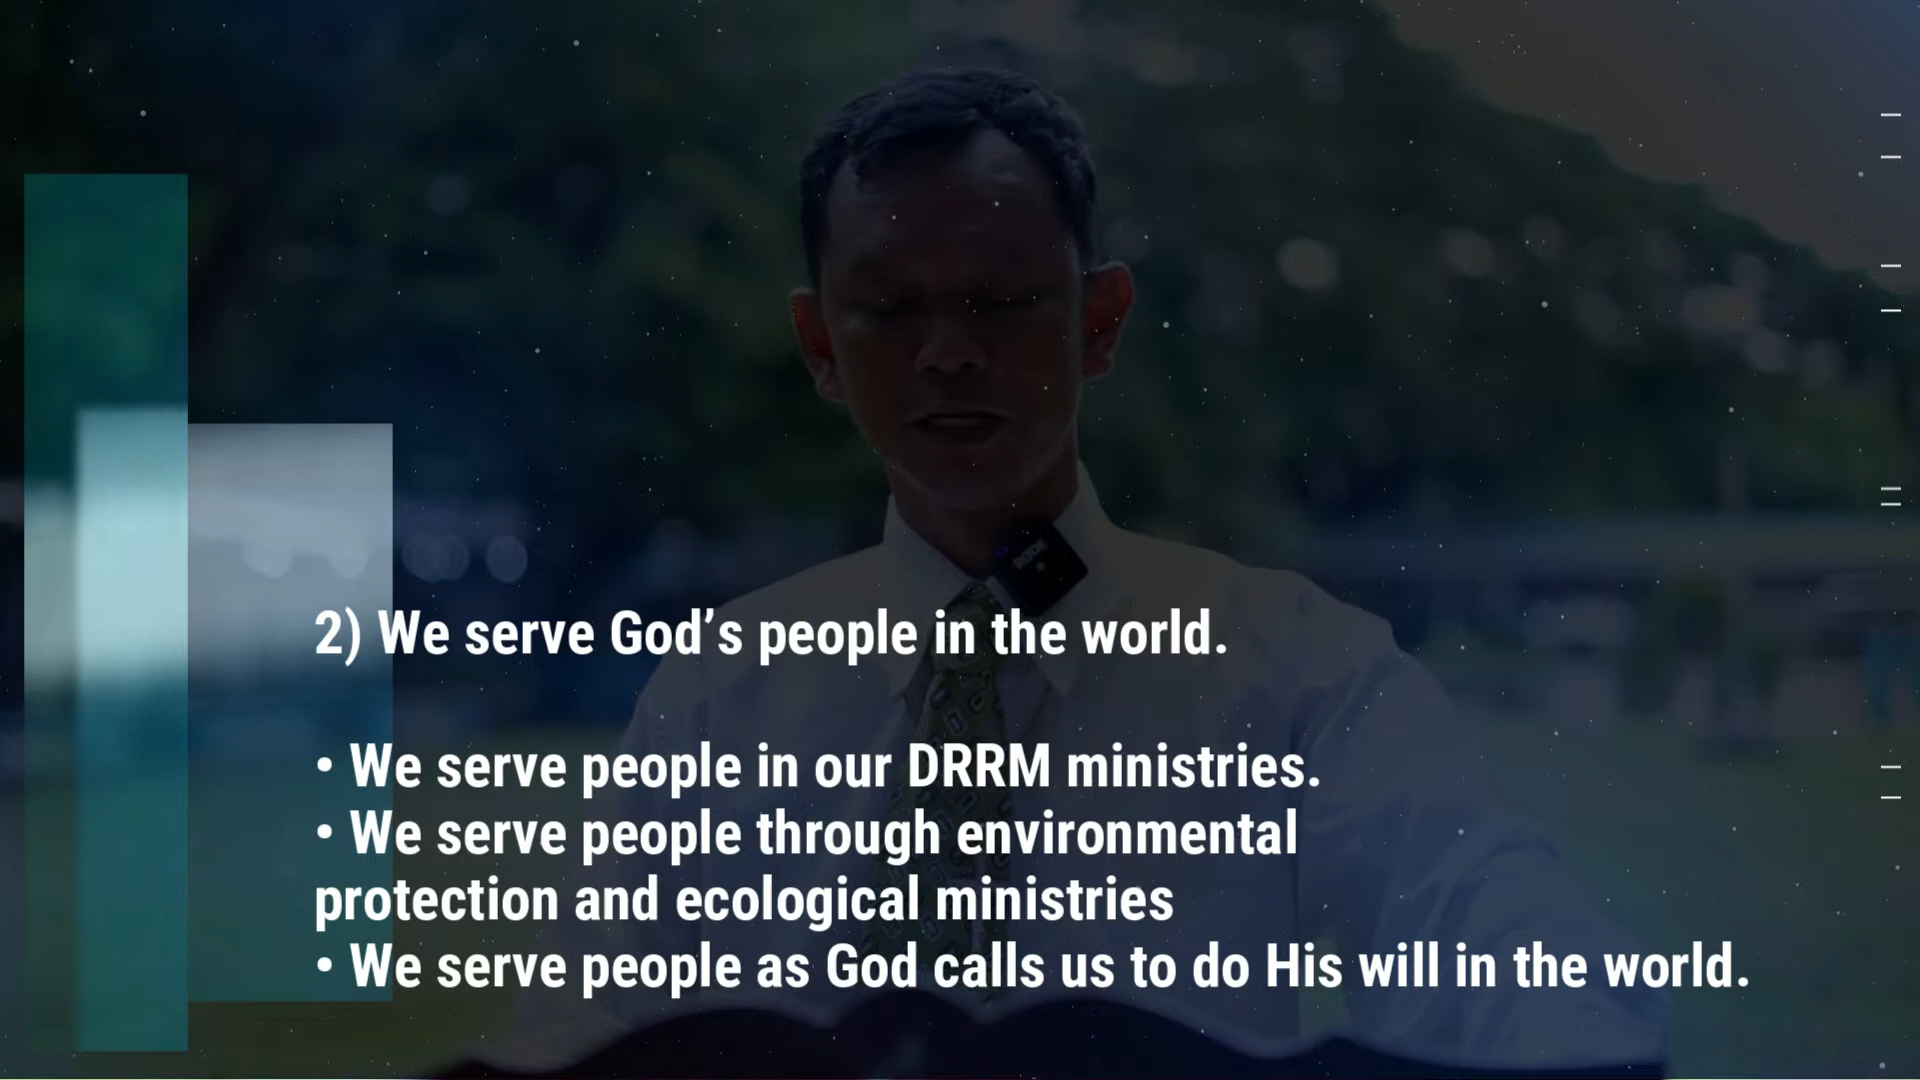 2) We serve God’s people in the world.
• We serve people in our DRRM ministries.
• We serve people through environmental
protection and ecological ministries
• We serve people as God calls us to do His will in the world.